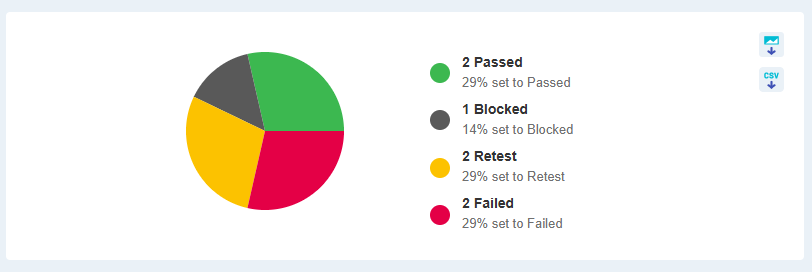 2 Passed
29% set to Passed
1 Blocked
14% set to Blocked
2 Retest
29% set to Retest
2 Failed
29% set to Failed
CSV